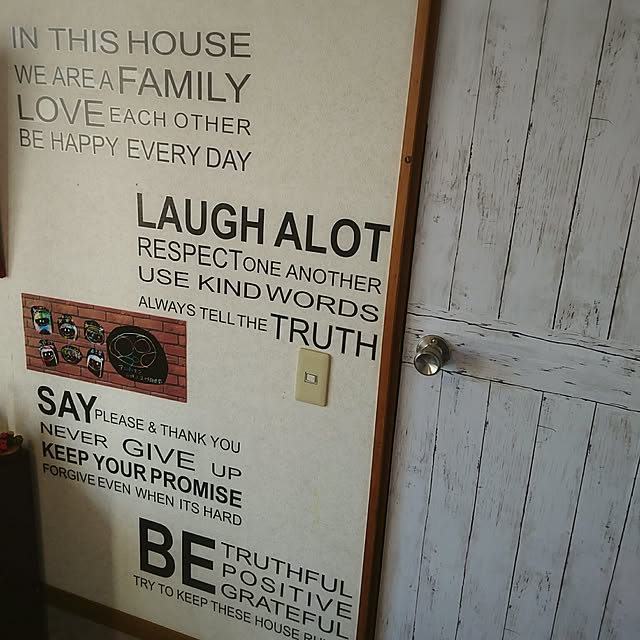 IN THIS HOUSE
WE ARE A FAMILY
LOVE EACH OTHER
BE HAPPY EVERY DAY
LAUGH ALOT
RESPECT ONE ANOTHER
USE KIND WORDS
ALWAYS TELL THE TRUTH
SAY PLEASE & THANK YOU
NEVER GIVE UP
KEEP YOUR PROMISE
FORGIVE EVEN WHEN ITS HARD
BE TRUTHFUL
POSITIVE
GRATEFUL
TRY TO KEEP THESE HOUSE